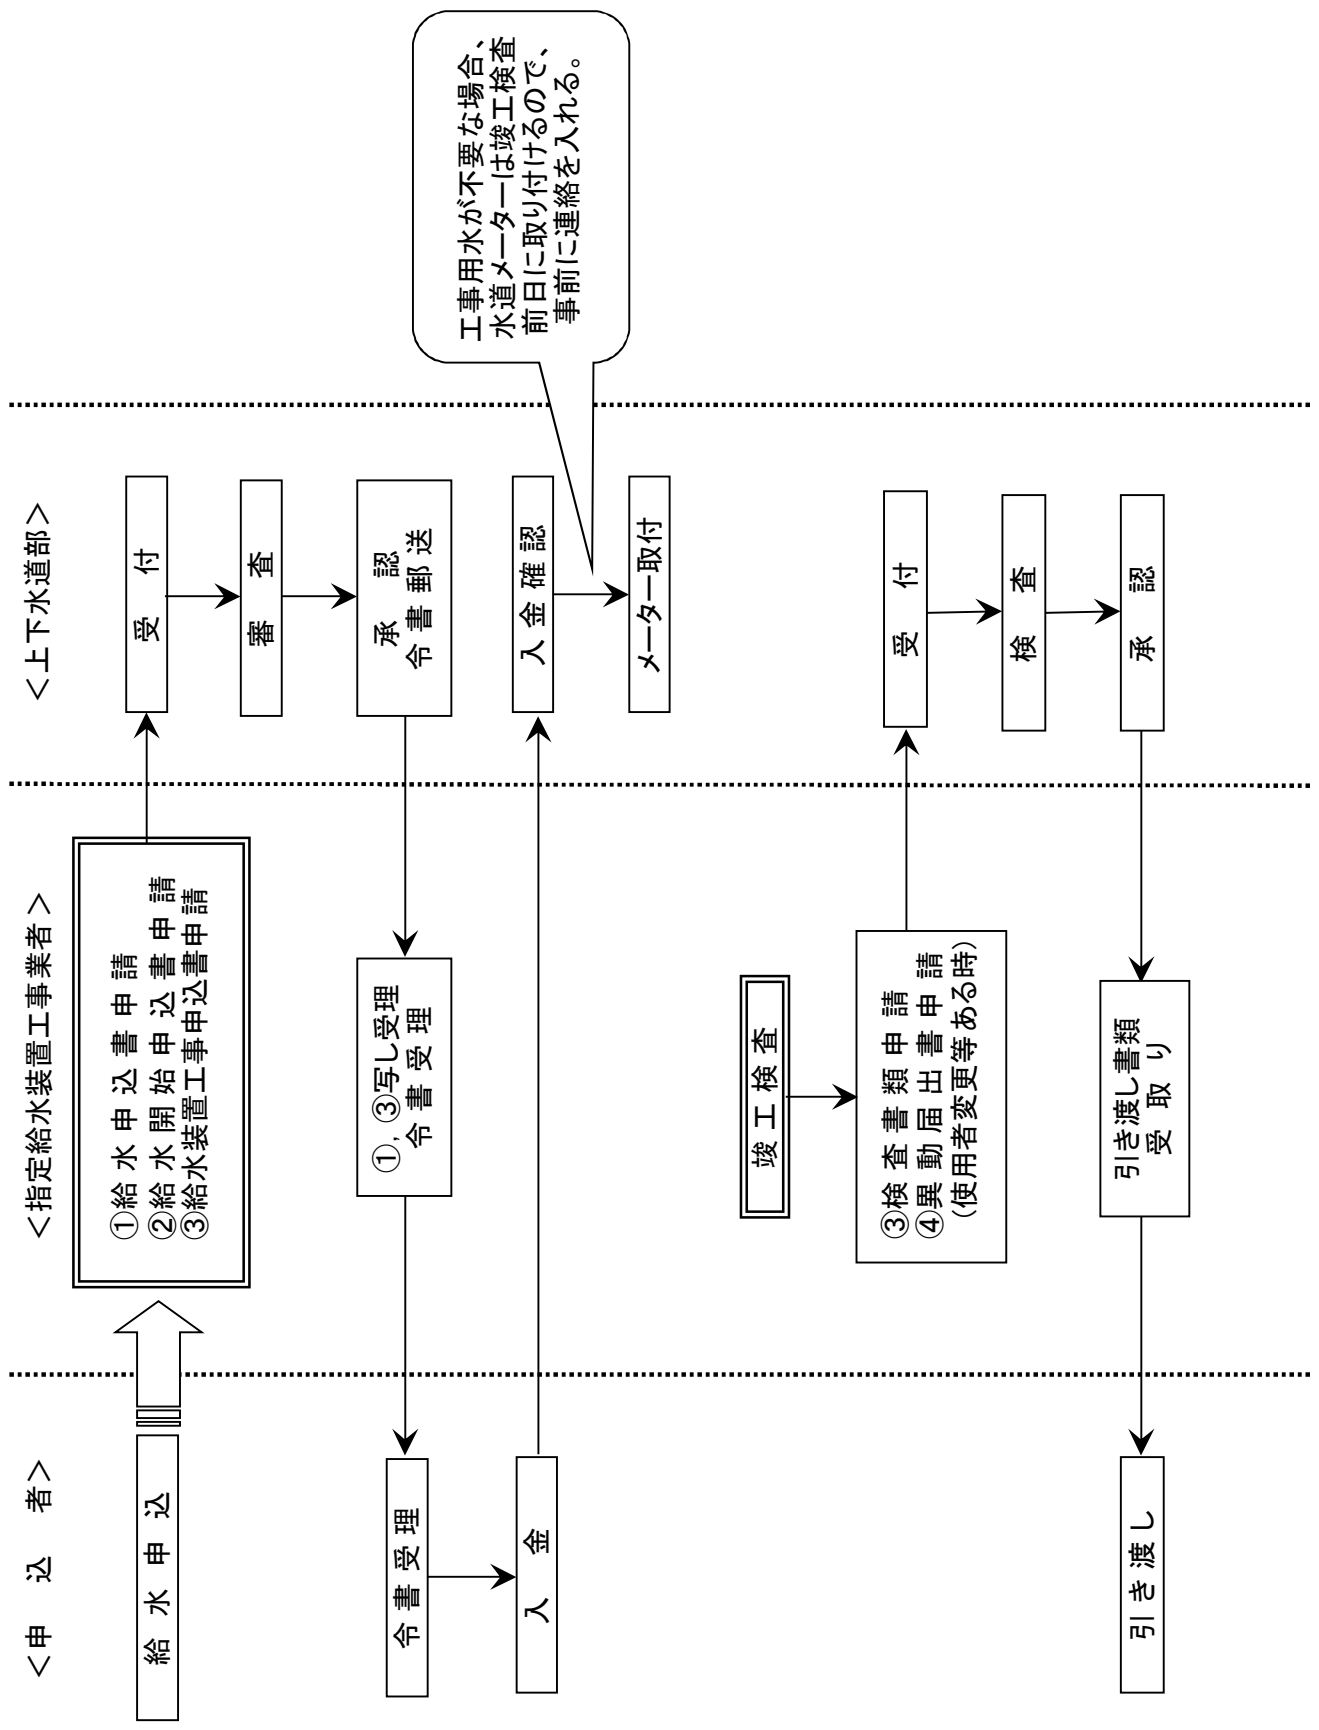 ＜申　込　者＞
＜指定給水装置工事業者＞
＜上下水道部＞
給水申込
①給水申込書申請
②給水開始申込書申請
③給水装置工事申込書申請
受付
審査
承認
令書郵送
①,③写し受理
令書受理
令書受理
入金
入金確認
メーター取付
工事用水が不要な場合、
水道メーターは竣工検査
前日に取り付けるので、
事前に連絡を入れる。
竣工検査
③検査書類申請
④異動届出書申請
(使用者変更等ある時)
受付
検査
承認
引き渡し書類
受取り
引き渡し